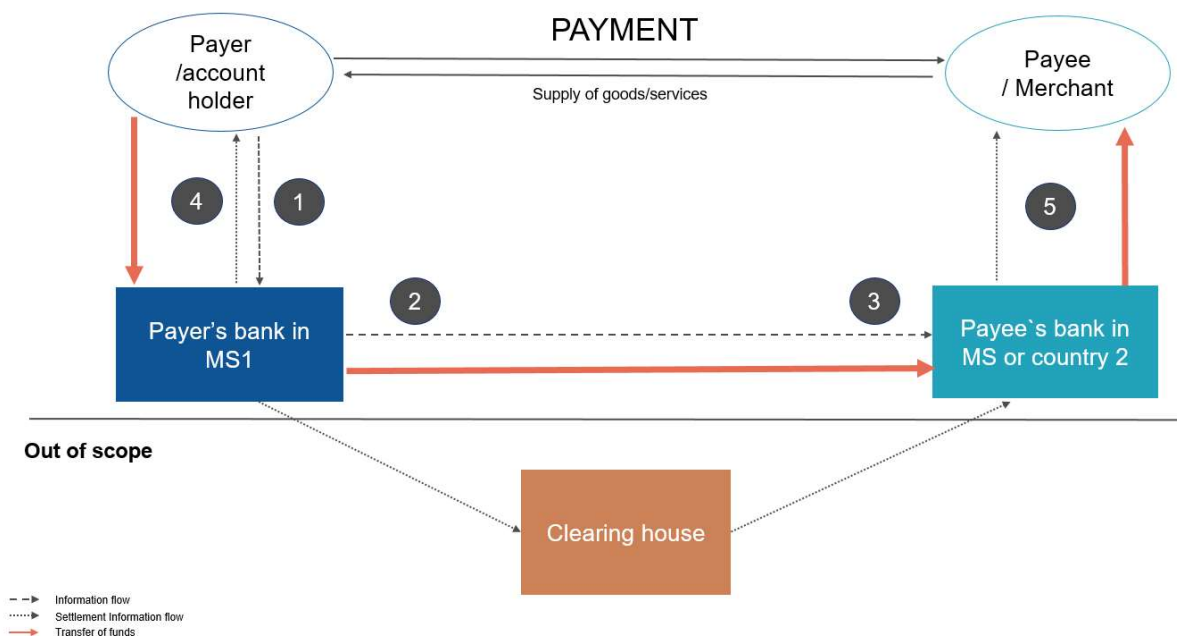 PAYMENT
Payer
/account
holder
Payee
/ Merchant
Supply of goods/services
4
1
5
2
3
Payer’s bank in
MS1
Payee`s bank in
MS or country 2
Out of scope
Clearing house
Information flow
Settlement Information flow
Transfer of funds